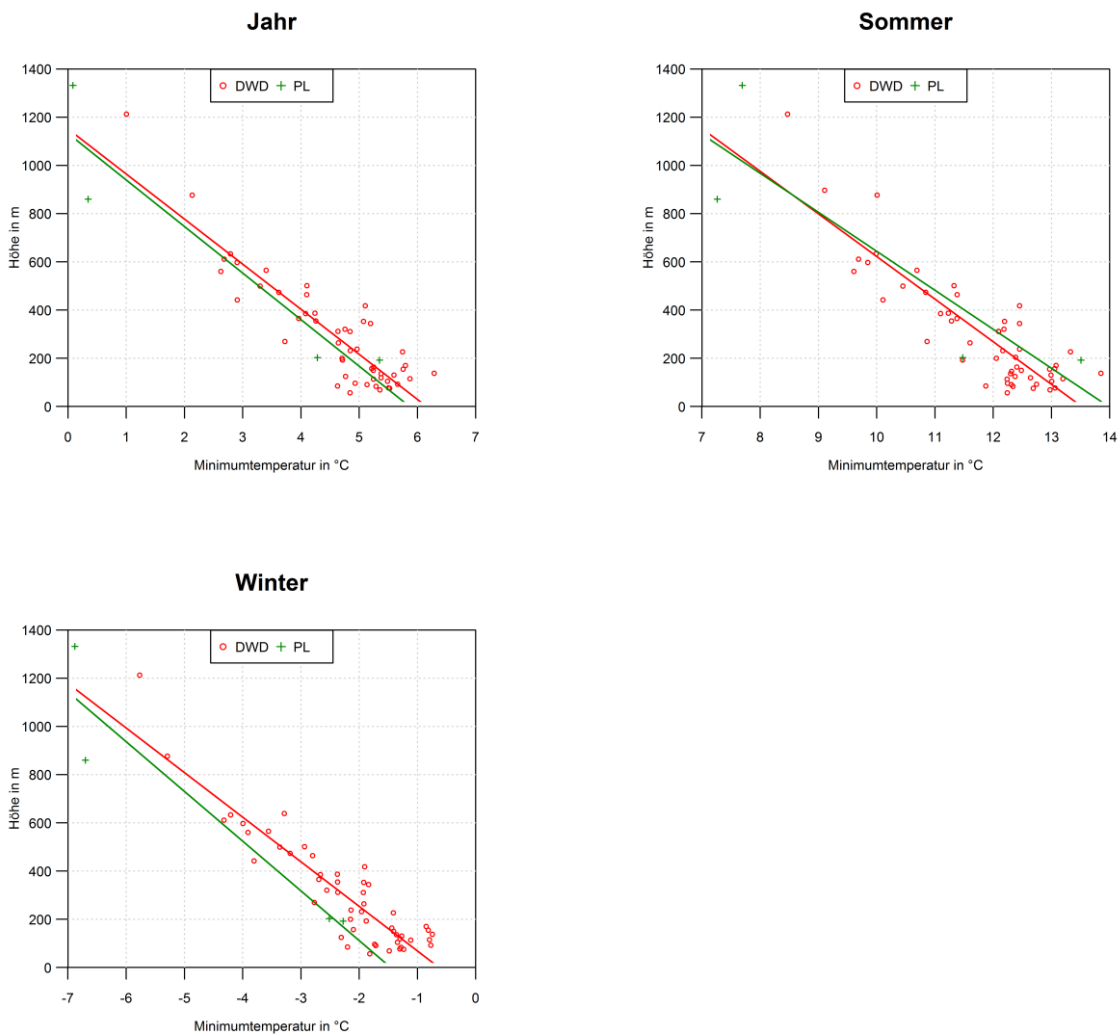 Jahr
1400
1200
1000
800
600
400
200
0
Höhe in m
DWD PL
0 1 2 3 4 5 6 7
Minimumtemperatur in °C
Sommer
1400
1200
1000
800
600
400
200
0
Höhe in m
DWD PL
7 8 9 10 11 12 13 14
Minimumtemperatur in °C
Winter
1400
1200
1000
800
600
400
200
0
Höhe in m
DWD PL
-7 -6 -5 -4 -3 -2 -1 0
Minimumtemperatur in °C